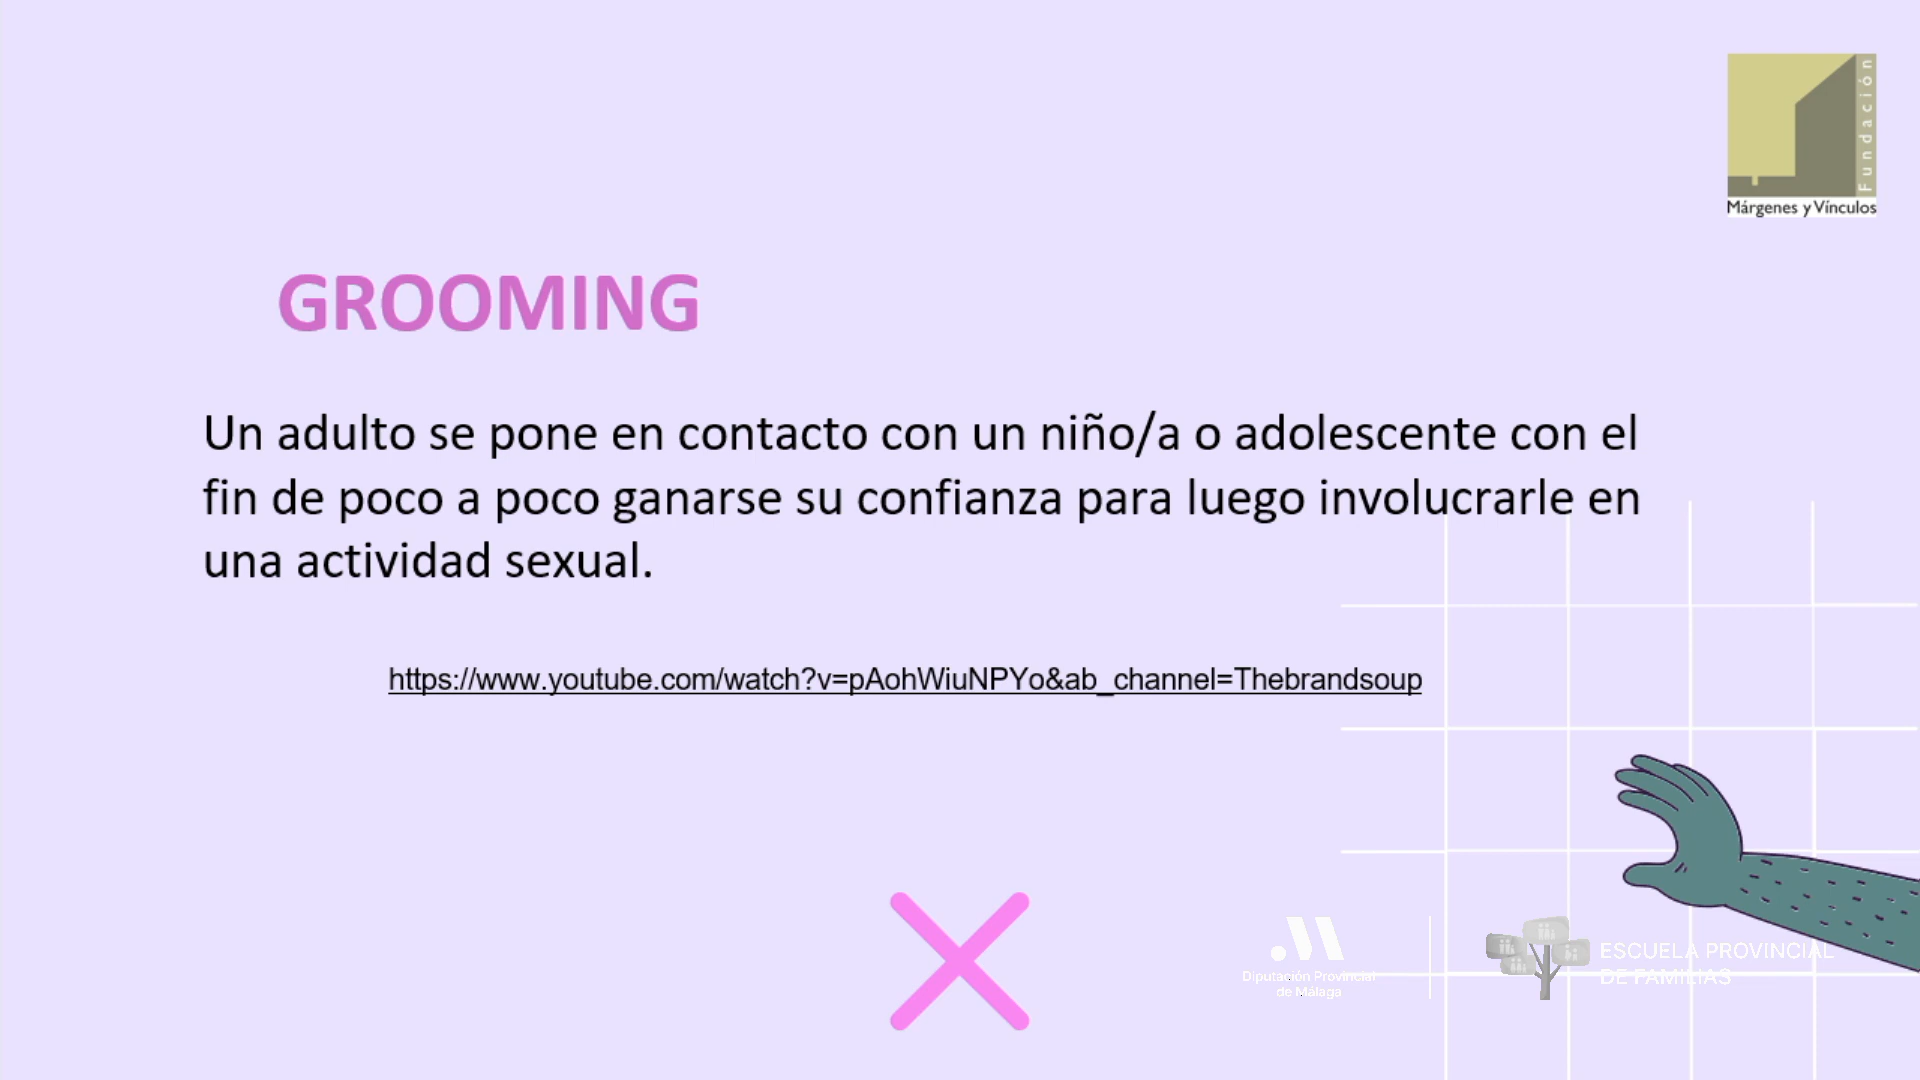 Fundación
Márgenes y Vínculos
GROOMING
Un adulto se pone en contacto con un niño/a o adolescente con el
fin de poco a poco ganarse su confianza para luego involucrarle en
una actividad sexual.
https://www.youtube.com/watch?v=pAohWiuNPYo&ab_channel=Thebrandsoup
Diputación Provincial
de Málaga
ESCUELA PROVINCIAL
DE FAMILIAS